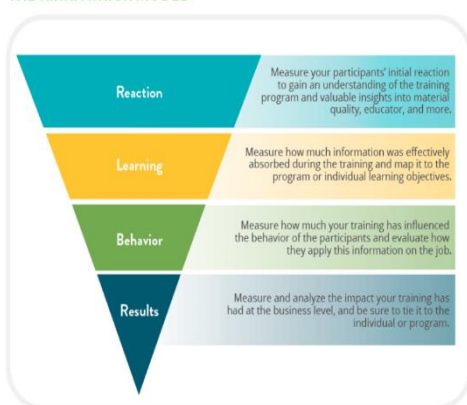 Reaction
Measure your participants' initial reaction
to gain an understanding of the training
program and valuable insights into material
quality, educator, and more.
Learning
Measure how much information was effectively
absorbed during the training and map it to the
program or individual learning objectives.
Behavior
Measure how much your training has influenced
the behavior of the participants and evaluate how
they apply this information on the job.
Results
Measure and analyze the impact your training has
had at the business level, and be sure to tie it to the
individual or program.